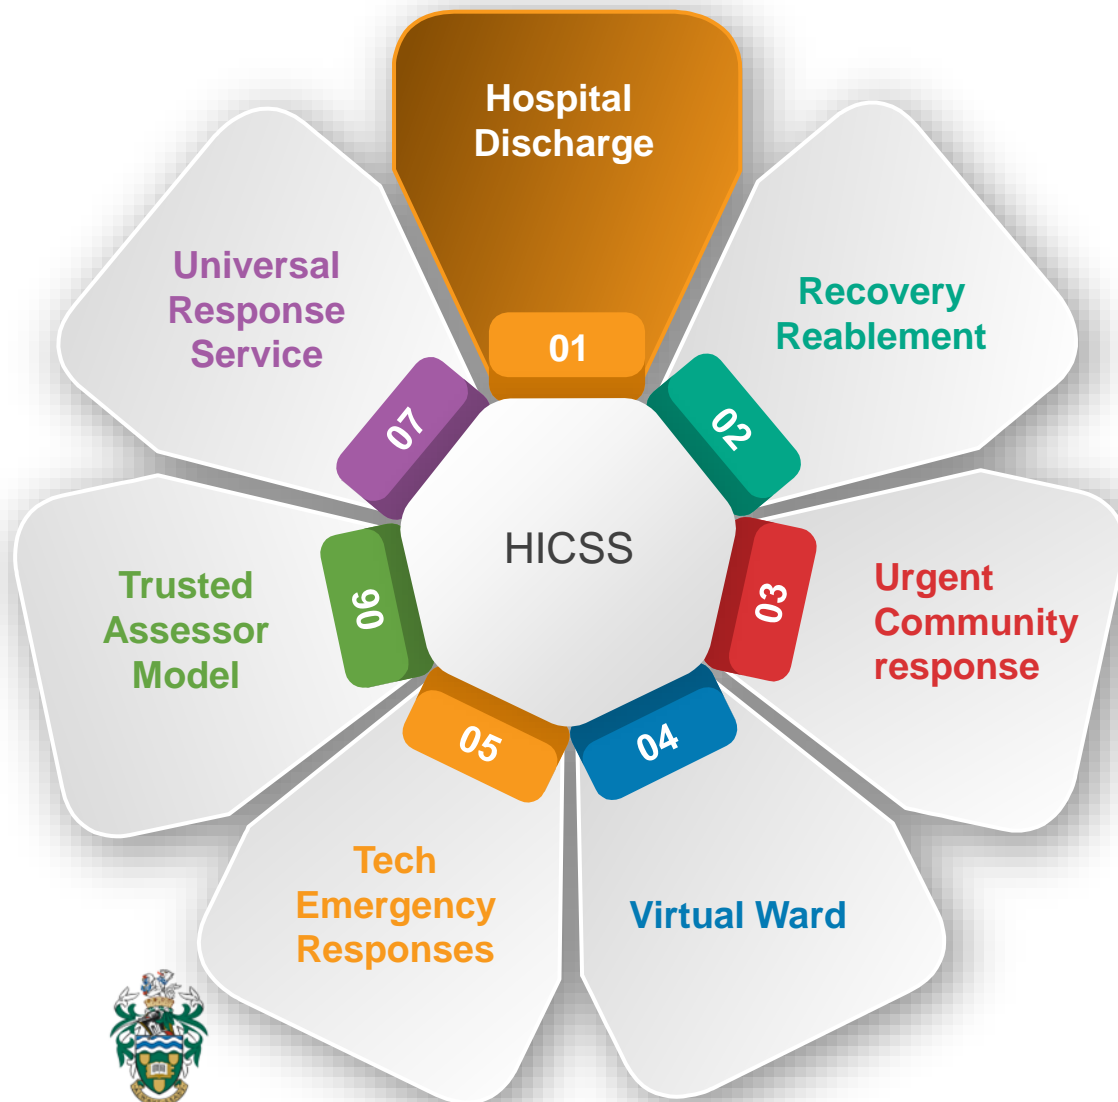 Hospital
Discharge
01
Recovery
Reablement
02
Urgent
Community
response
03
Virtual Ward
04
Tech
Emergency
Responses
05
Trusted
Assessor
Model
06
Universal
Response
Service
07
HICSS